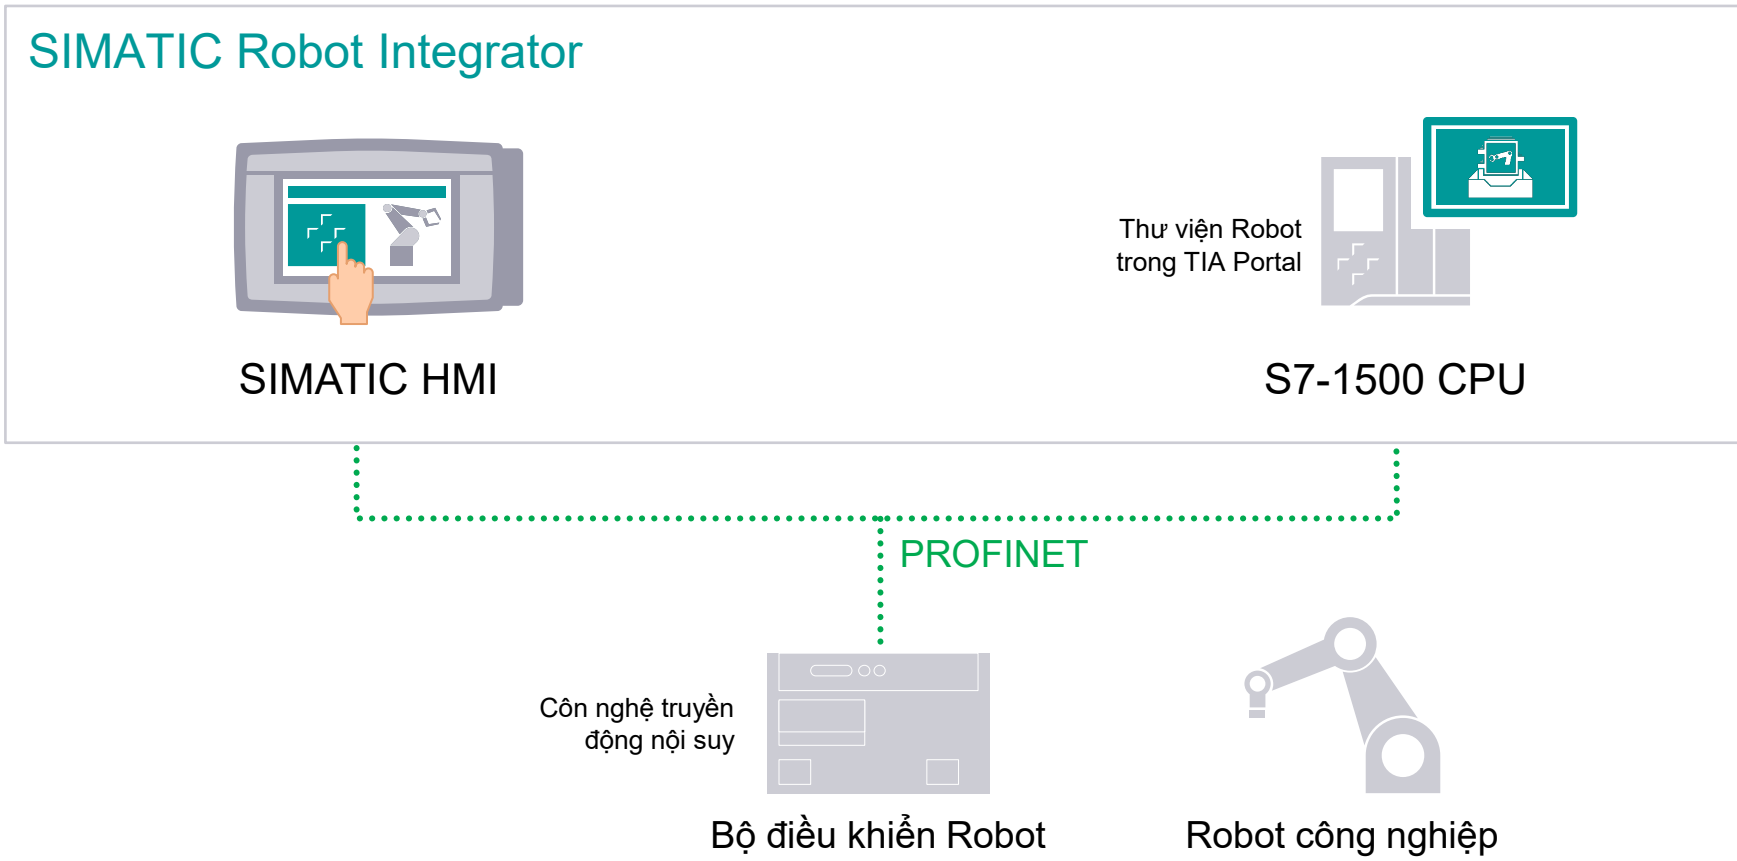 SIMATIC Robot Integrator
Thư viện Robot
trong TIA Portal
SIMATIC HMI
S7-1500 CPU
PROFINET
Côn nghệ truyền
động nội suy
Bộ điều khiển Robot
Robot công nghiệp